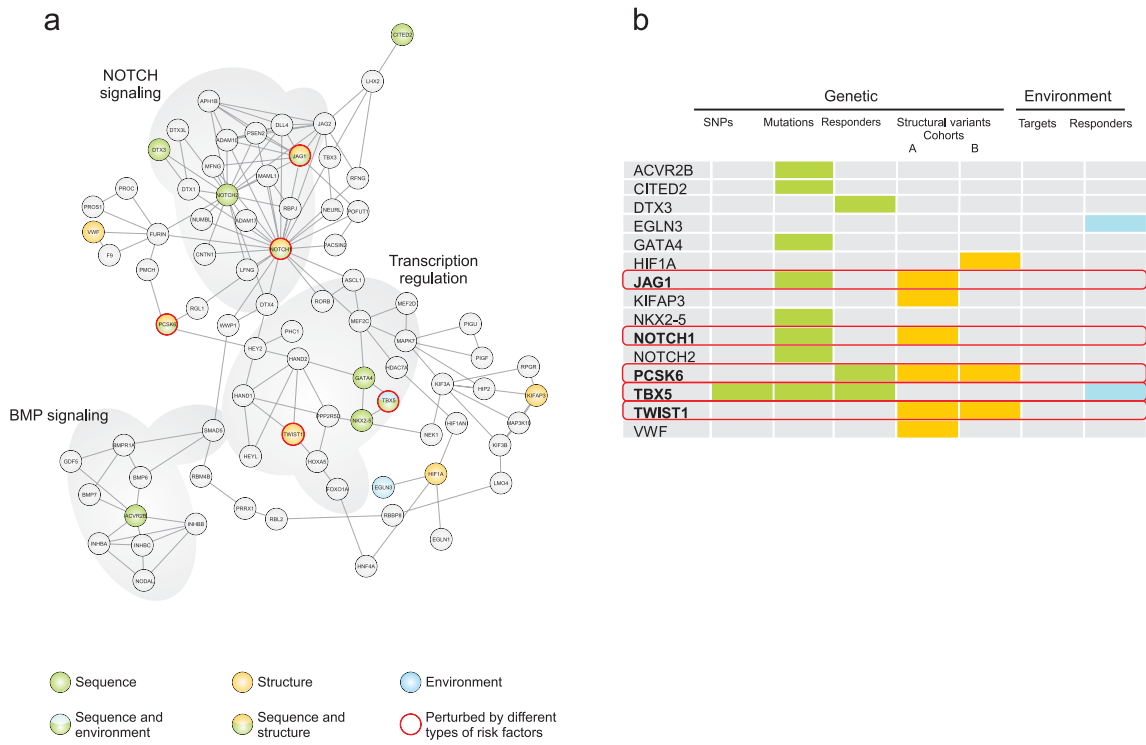 a
b
CITED2
NOTCH
signaling
LHX2
APH1B
DLL4
JAG2
DTX3L
ADAM10
PSEN2
DTX3
JAG1
TBX3
MFNG
MAML1
RFNG
PROC
DTX1
NOTCH2
PROS1
NUMBL
ADAM17
RBPJ
NEURL
POFUT1
VWF
FURIN
F9
CNTN1
NOTCH1
PACSIN2
PMCH
LFNG
Transcription
regulation
ASCL1
RORB
MEF2D
RGL1
DTX4
PCSK6
WWP1
MEF2C
PIGU
PHC1
MAPK7
HEY2
HAND2
PIGF
HDAC7A
RPGR
GATA4
KIF3A
HIP2
KIFAP3
HAND1
TBX5
BMP signaling
PPP2R5D
NKX2-5
HIF1AN
MAP3K10
SMAD5
TWIST1
NEK1
KIF3B
BMPR1A
HEYL
HOXA5
GDF5
BMP6
RBM4B
FOXO1A
HIF1A
EGLN3
LMO4
BMP7
PRRX1
RBL2
RBBP8
ACVR2B
INHBB
EGLN1
INHBA
INHBC
HNF4A
NODAL
Sequence
Structure
Environment
Sequence and
environment
Sequence and
structure
Perturbed by different
types of risk factors
Genetic
Environment
SNPs
Mutations
Responders
Structural variants
Cohorts
A
B
Targets
Responders
ACVR2B
CITED2
DTX3
EGLN3
GATA4
HIF1A
JAG1
KIFAP3
NKX2-5
NOTCH1
NOTCH2
PCSK6
TBX5
TWIST1
VWF